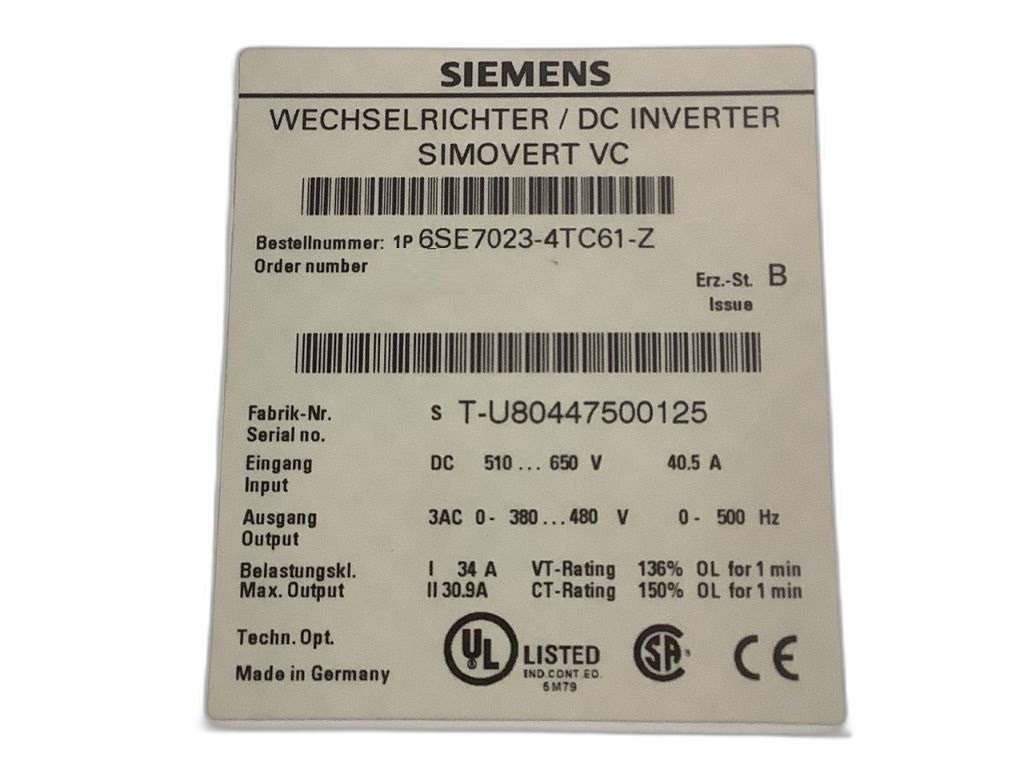 SIEMENS
WECHSELRICHTER / DC INVERTER
SIMOVERT VC
Bestellnummer: 1P 6SE7023-4TC61-Z
Order number
Erz.-St. B
Issue
Fabrik-Nr. S T-U80447500125
Serial no.
Eingang DC 510 ... 650 V 40.5 A
Input
Ausgang 3AC 0- 380...480 V 0- 500 Hz
Output
Belastungskl. I 34 A VT-Rating 136% OL for 1 min
Max. Output II 30.9A CT-Rating 150% OL for 1 min
Techn. Opt.
UL LISTED SA CE
IND.CONT.EQ.
5M79
Made in Germany